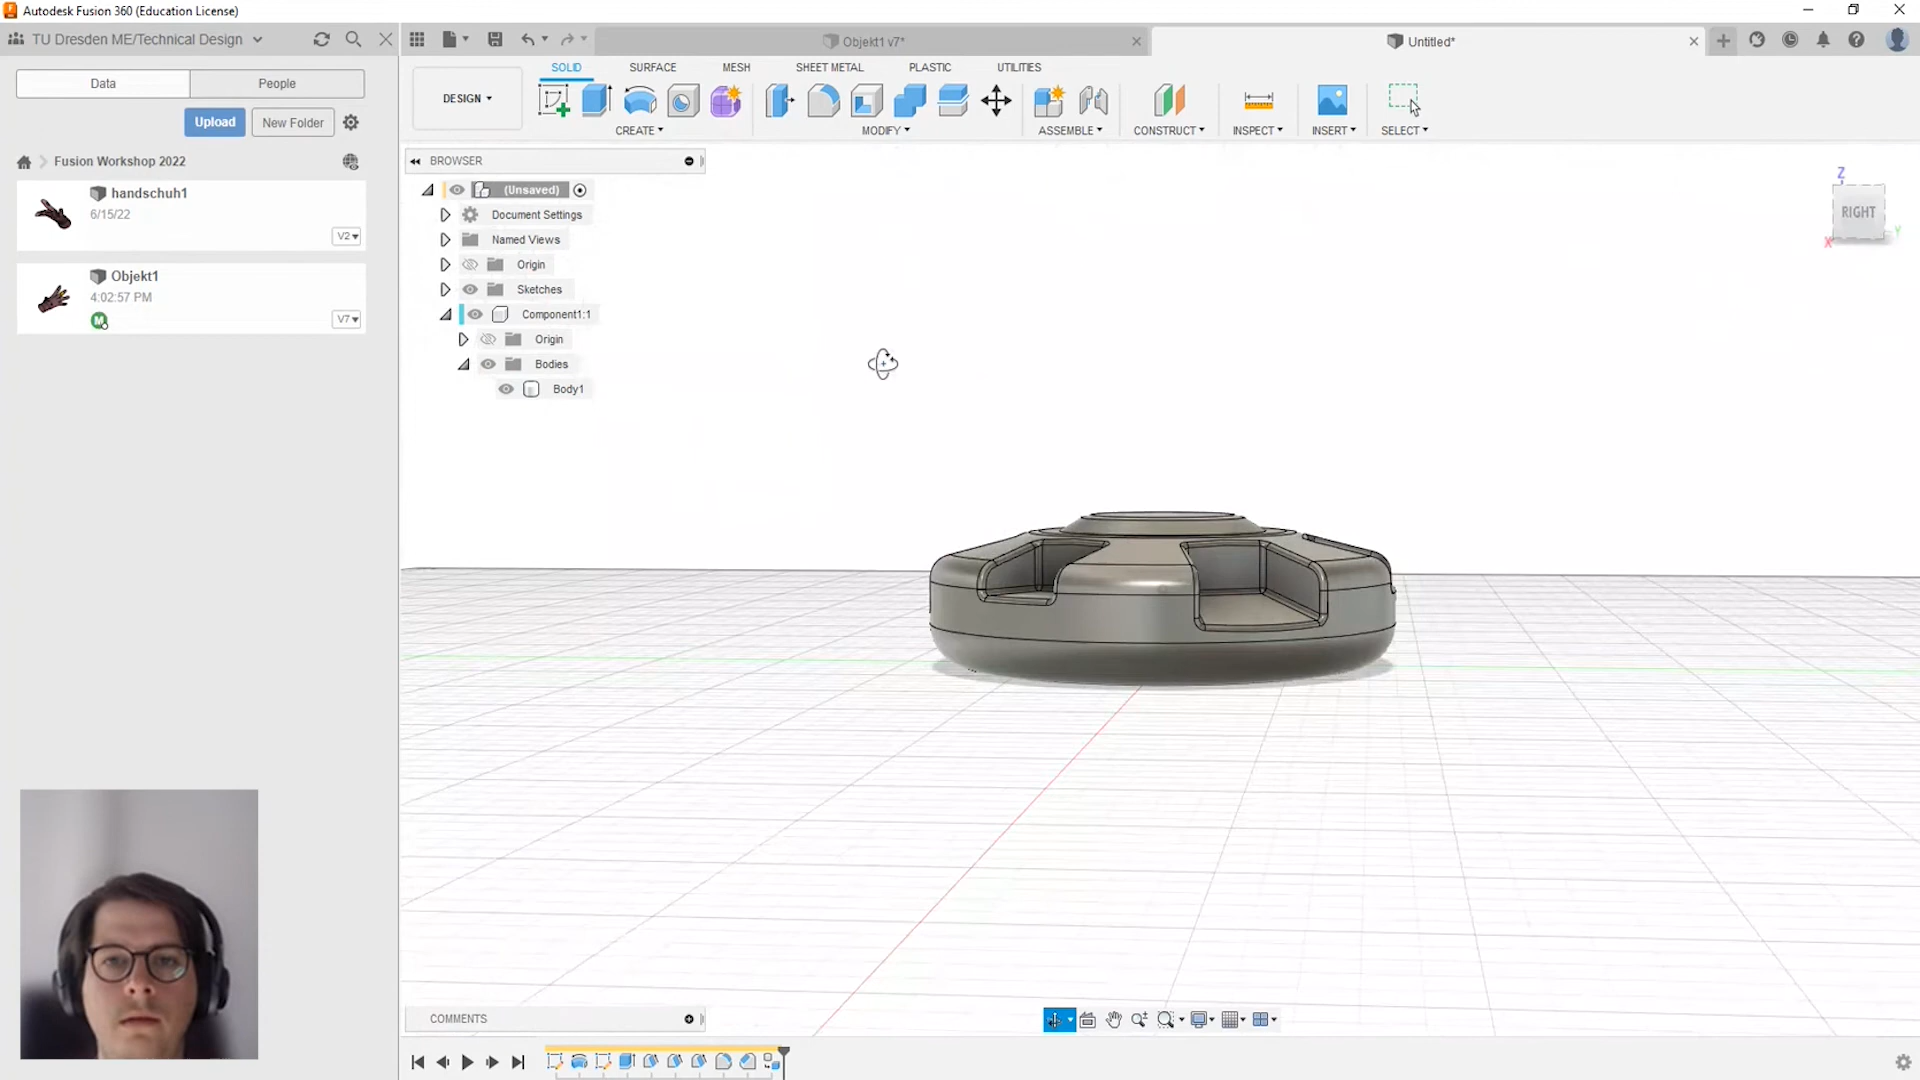 Autodesk Fusion 360 (Education License)
TU Dresden ME/Technical Design
Objekt1 v7*
Untitled*
Data
People
Upload
New Folder
Fusion Workshop 2022
handschuh1
6/15/22
V2
Objekt1
4:02:57 PM
M
V7
DESIGN
SOLID
SURFACE
MESH
SHEET METAL
PLASTIC
UTILITIES
CREATE
MODIFY
ASSEMBLE
CONSTRUCT
INSPECT
INSERT
SELECT
BROWSER
(Unsaved)
Document Settings
Named Views
Origin
Sketches
Component1:1
Origin
Bodies
Body1
Z
RIGHT
X
Y
COMMENTS